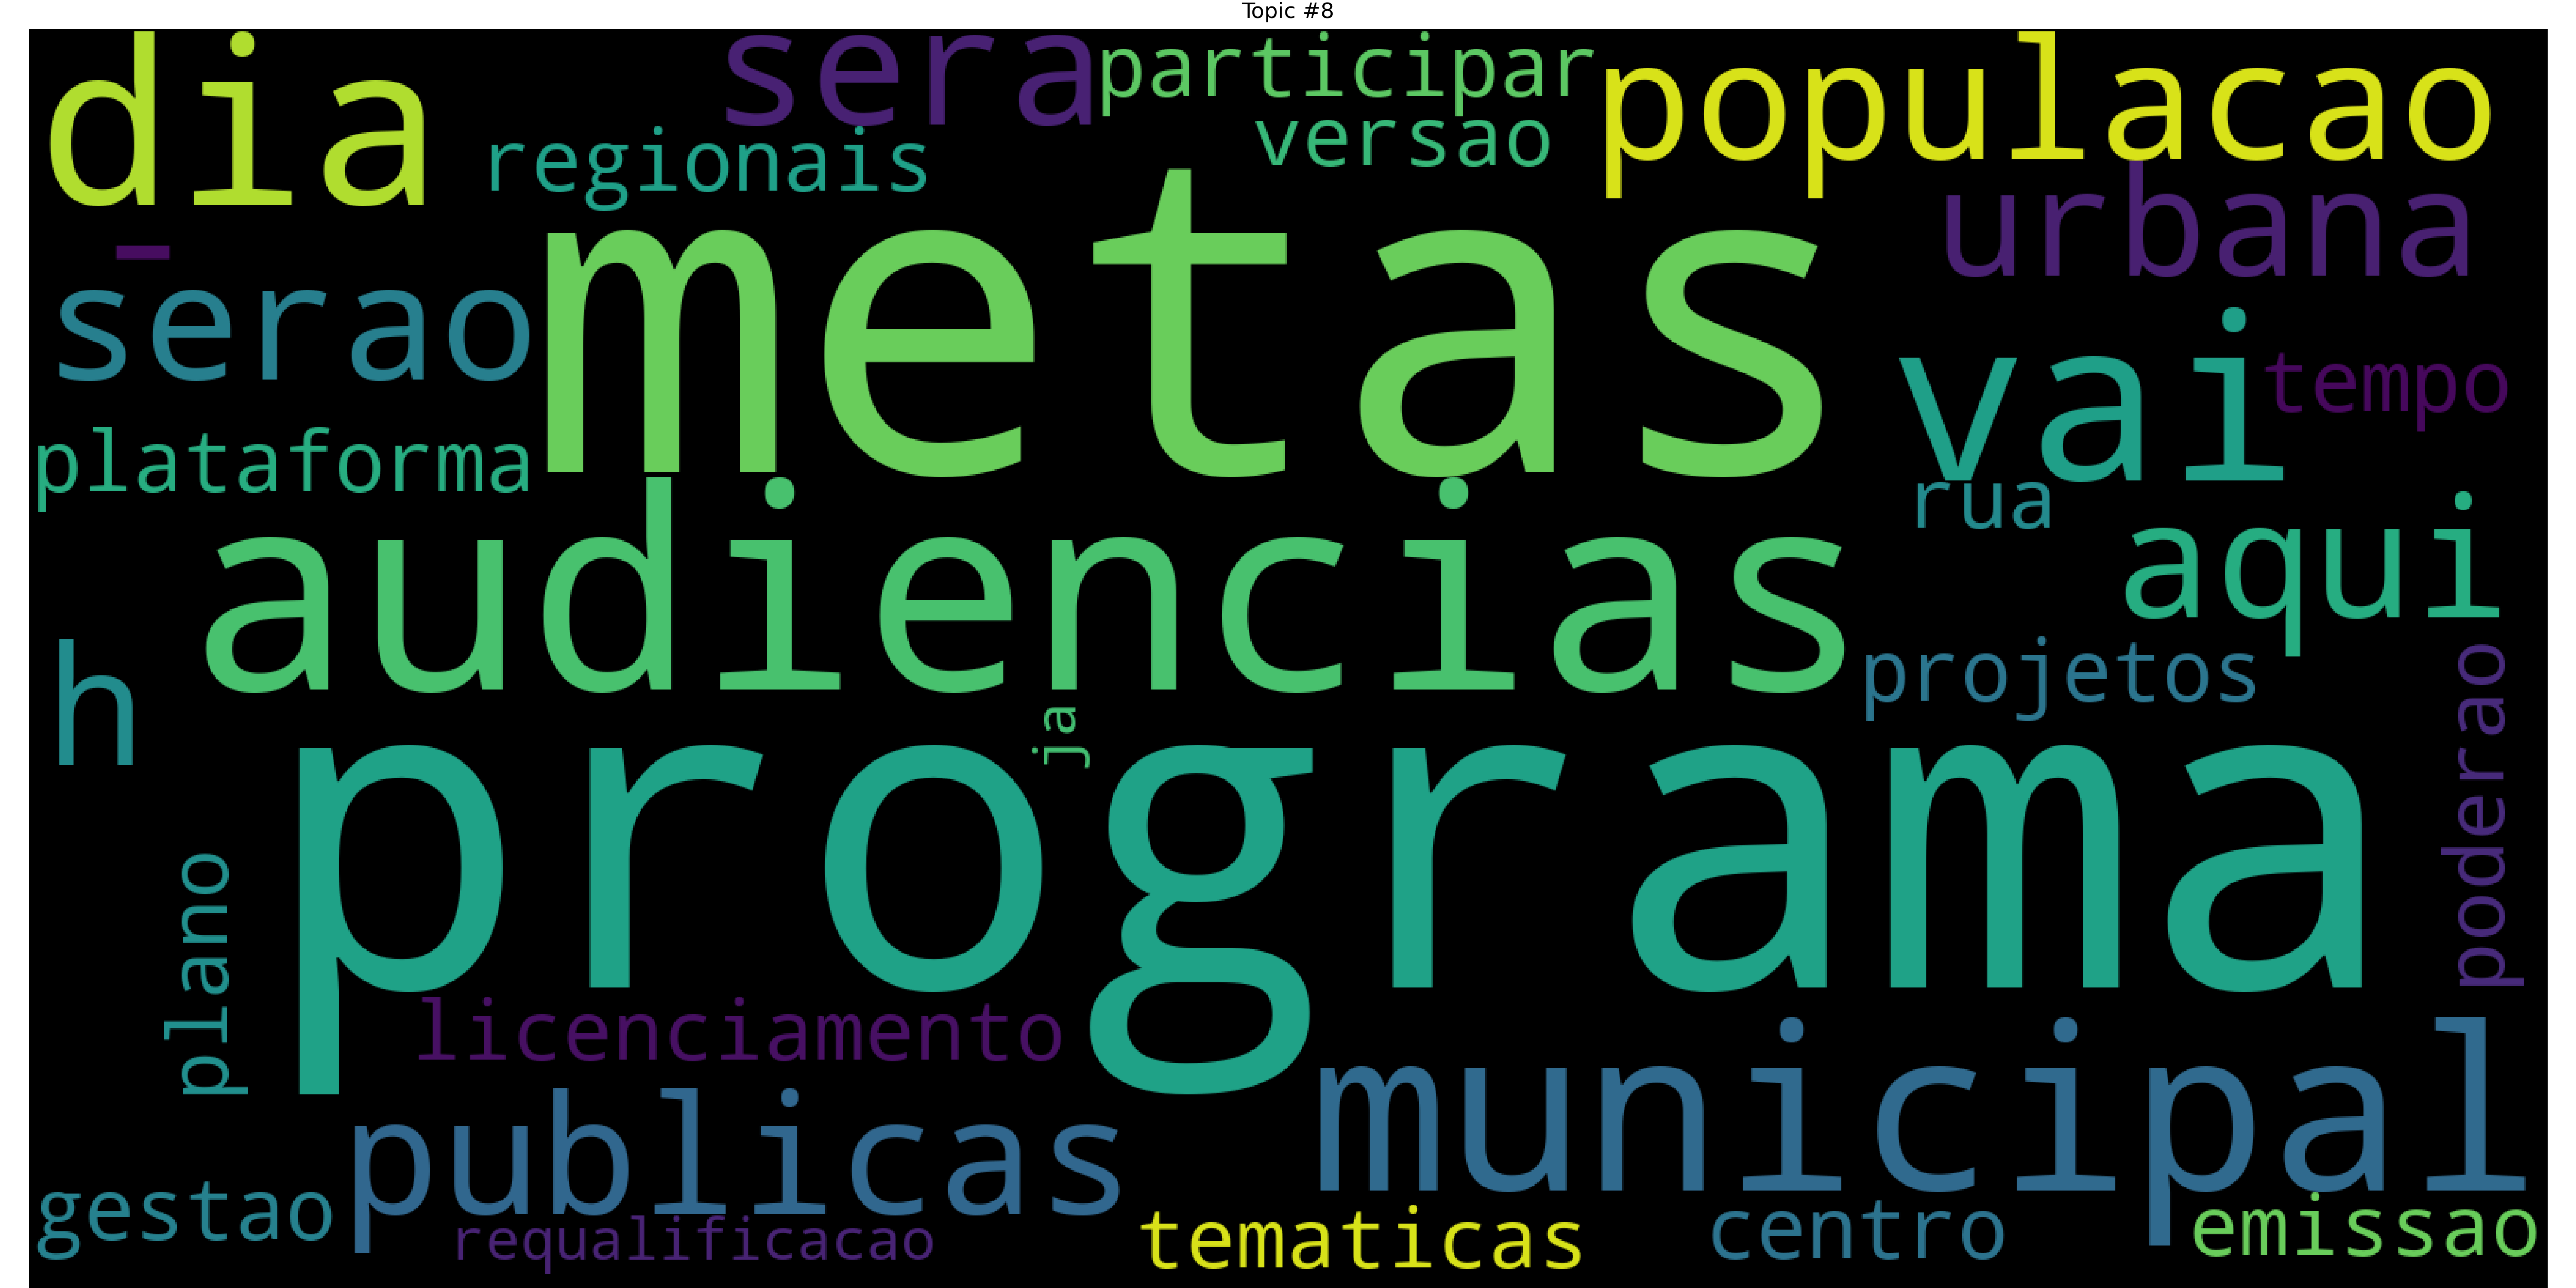 Topic #8
dia
sera
participar
populacao
regionais
versao
urbana
-
metas
serao
vai
tempo
plataforma
rua
audiencias
aqui
h
projetos
ja
poderao
programa
plano
licenciamento
municipal
publicas
gestao
requalificacao
tematicas
centro
emissao